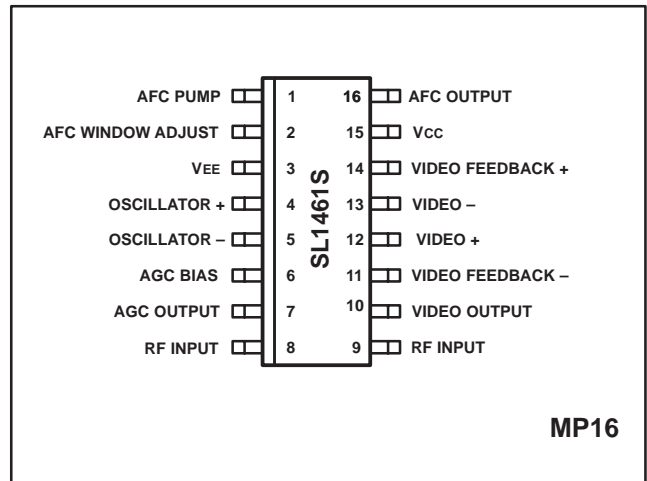 AFC PUMP 1 16 AFC OUTPUT
AFC WINDOW ADJUST 2 15 VCC
VEE 3 14 VIDEO FEEDBACK +
OSCILLATOR + 4 13 VIDEO –
OSCILLATOR – 5 12 VIDEO +
AGC BIAS 6 11 VIDEO FEEDBACK –
AGC OUTPUT 7 10 VIDEO OUTPUT
RF INPUT 8 9 RF INPUT
SL1461S
MP16